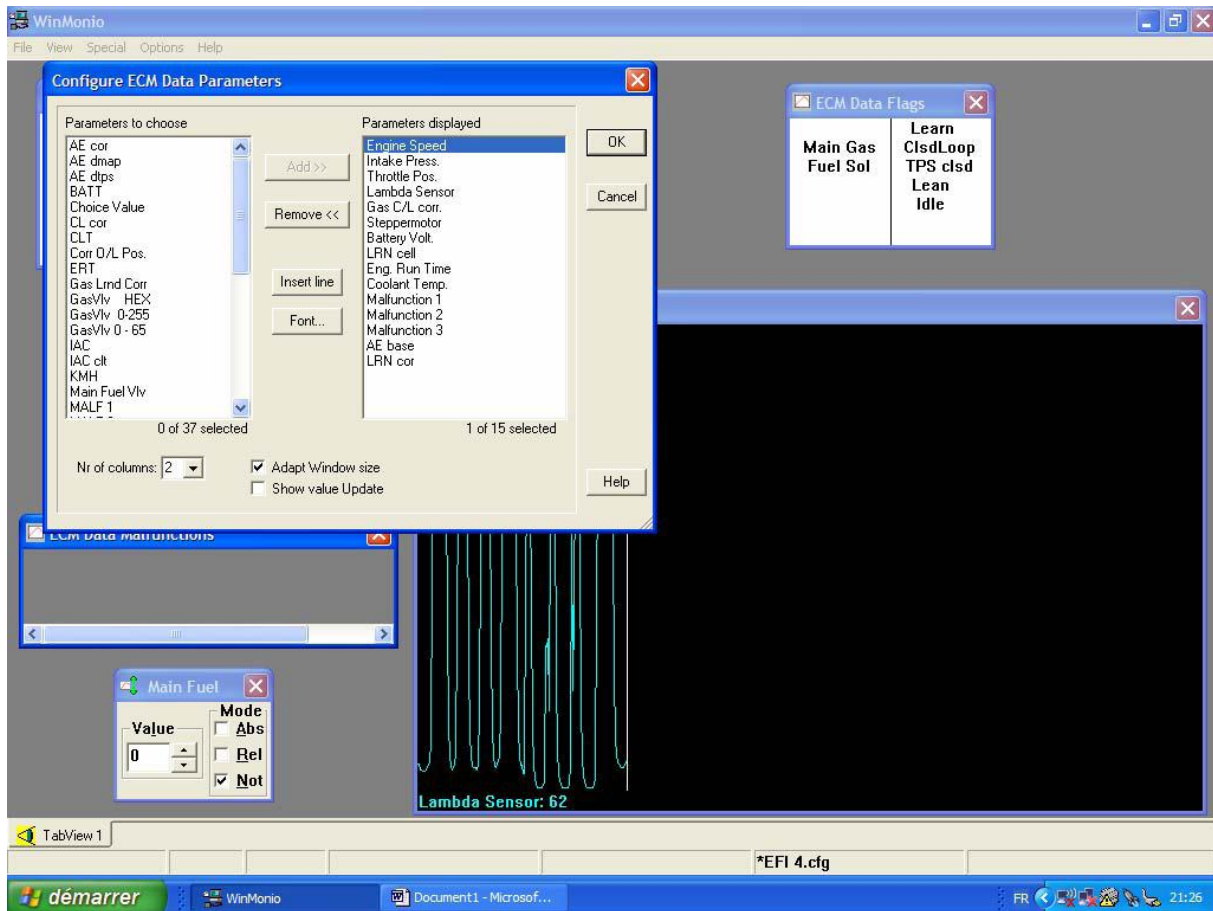 WinMonio
File View Special Options Help
Configure ECM Data Parameters
Parameters to choose
AE cor
AE dmap
AE dtps
BATT
Choice Value
CL cor
CLT
Corr O/L Pos.
ERT
Gas Lrnd Corr
GasVlv HEX
GasVlv 0-255
GasVlv 0 - 65
IAC
IAC clt
KMH
Main Fuel Vlv
MALF 1
0 of 37 selected
Add >>
Remove <<
Insert line
Font...
Parameters displayed
Engine Speed
Intake Press.
Throttle Pos.
Lambda Sensor
Gas C/L corr.
Steppermotor
Battery Volt.
LRN cell
Eng. Run Time
Coolant Temp.
Malfunction 1
Malfunction 2
Malfunction 3
AE base
LRN cor
1 of 15 selected
OK
Cancel
Help
Nr of columns: 2
Adapt Window size
Show value Update
ECM Data Flags
Main Gas
Fuel Sol
Learn
ClsdLoop
TPS clsd
Lean
Idle
ECM Data Malfunctions
Main Fuel
Value
0
Mode
Abs
Rel
Not
Lambda Sensor: 62
TabView 1
*EFI 4.cfg
démarrer
WinMonio
Document1 - Microsof...
FR
21:26